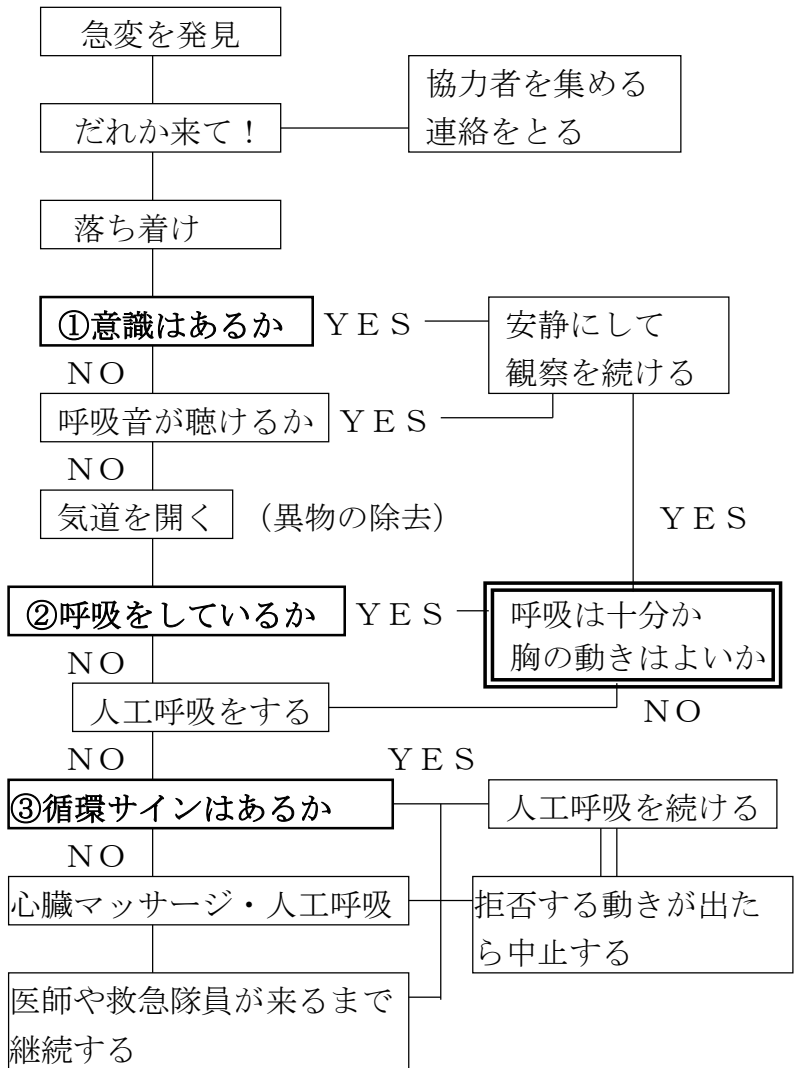 急変を発見
だれか来て！
協力者を集める
連絡をとる
落ち着け
①意識はあるか
ＹＥＳ
安静にして
観察を続ける
ＮＯ
呼吸音が聴けるか
ＹＥＳ
ＮＯ
気道を開く
（異物の除去）
ＹＥＳ
②呼吸をしているか
ＹＥＳ
呼吸は十分か
胸の動きはよいか
ＮＯ
人工呼吸をする
ＮＯ
ＮＯ
ＹＥＳ
③循環サインはあるか
人工呼吸を続ける
ＮＯ
心臓マッサージ・人工呼吸
拒否する動きが出た
ら中止する
医師や救急隊員が来るまで
継続する